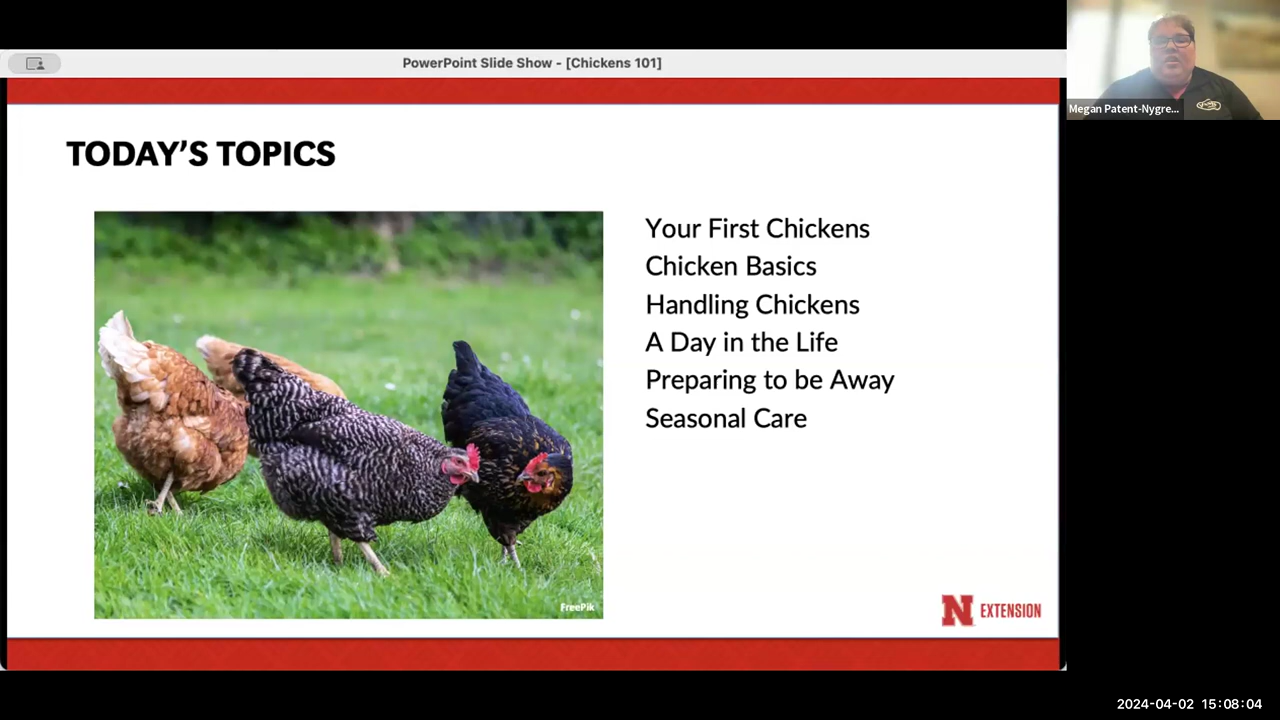 PowerPoint Slide Show - [Chickens 101]
Megan Patent-Nygre...
TODAY'S TOPICS
Your First Chickens
Chicken Basics
Handling Chickens
A Day in the Life
Preparing to be Away
Seasonal Care
FreePik
N EXTENSION
2024-04-02 15:08:04